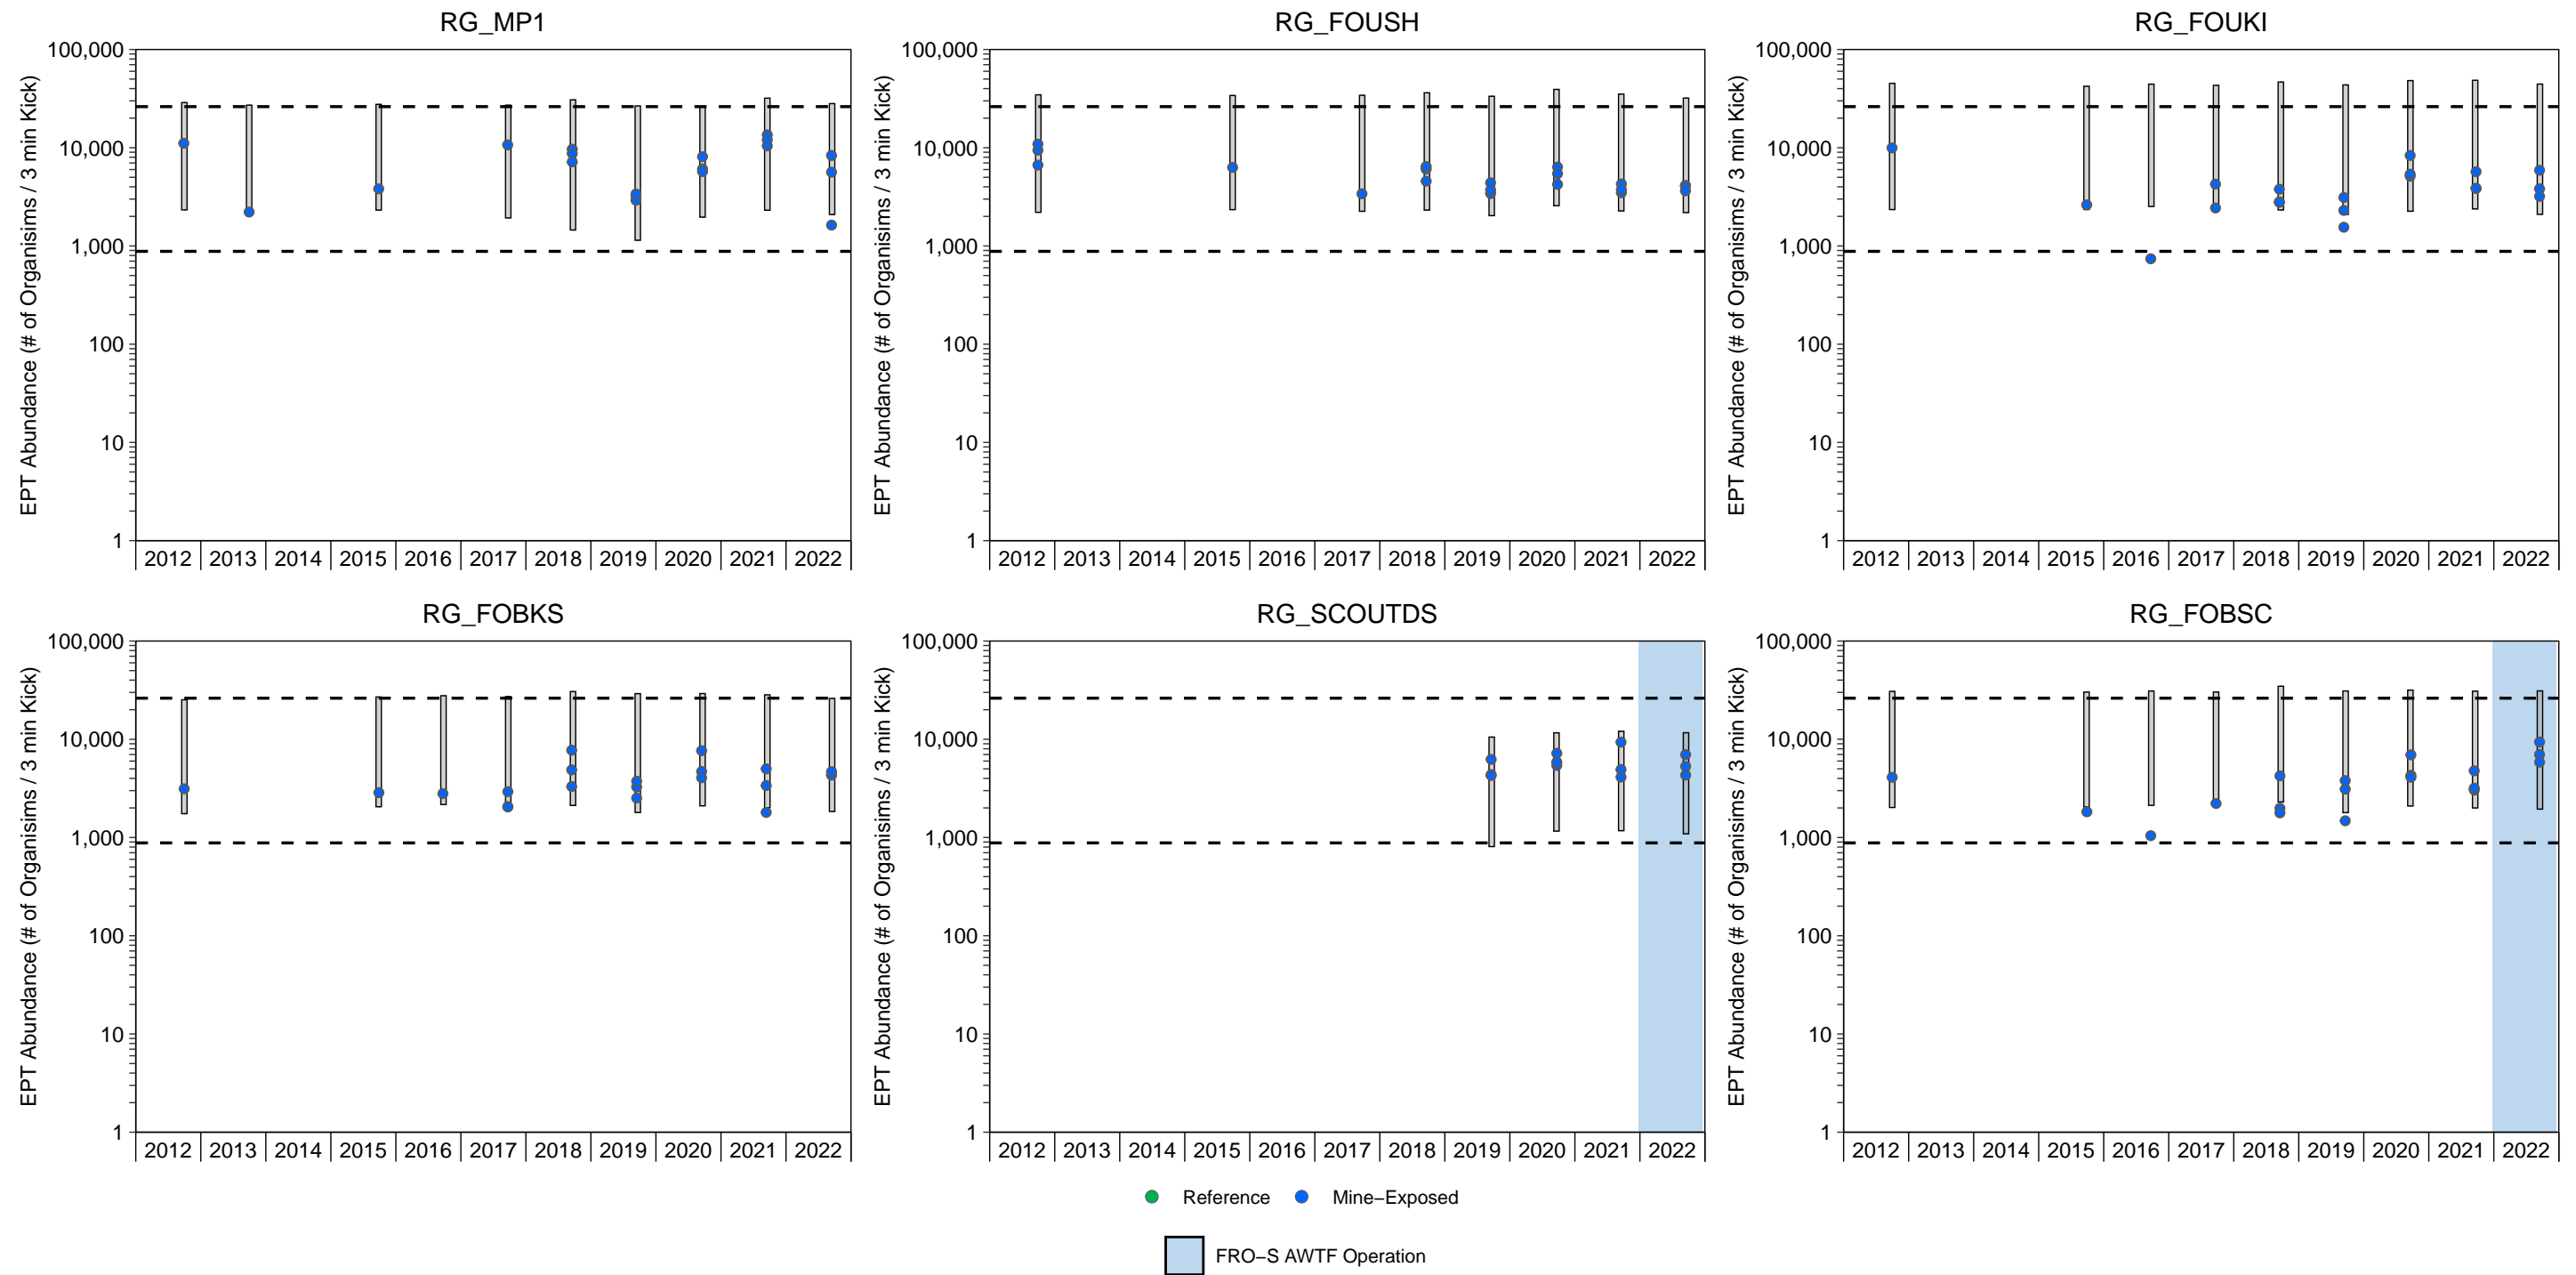 RG_MP1
RG_FOUSH
RG_FOUKI
EPT Abundance (# of Organisims / 3 min Kick)
100,000
10,000
1,000
100
10
1
2012 2013 2014 2015 2016 2017 2018 2019 2020 2021 2022
EPT Abundance (# of Organisims / 3 min Kick)
100,000
10,000
1,000
100
10
1
2012 2013 2014 2015 2016 2017 2018 2019 2020 2021 2022
EPT Abundance (# of Organisims / 3 min Kick)
100,000
10,000
1,000
100
10
1
2012 2013 2014 2015 2016 2017 2018 2019 2020 2021 2022
RG_FOBKS
RG_SCOUTDS
RG_FOBSC
EPT Abundance (# of Organisims / 3 min Kick)
100,000
10,000
1,000
100
10
1
2012 2013 2014 2015 2016 2017 2018 2019 2020 2021 2022
EPT Abundance (# of Organisims / 3 min Kick)
100,000
10,000
1,000
100
10
1
2012 2013 2014 2015 2016 2017 2018 2019 2020 2021 2022
EPT Abundance (# of Organisims / 3 min Kick)
100,000
10,000
1,000
100
10
1
2012 2013 2014 2015 2016 2017 2018 2019 2020 2021 2022
Reference Mine−Exposed
FRO−S AWTF Operation